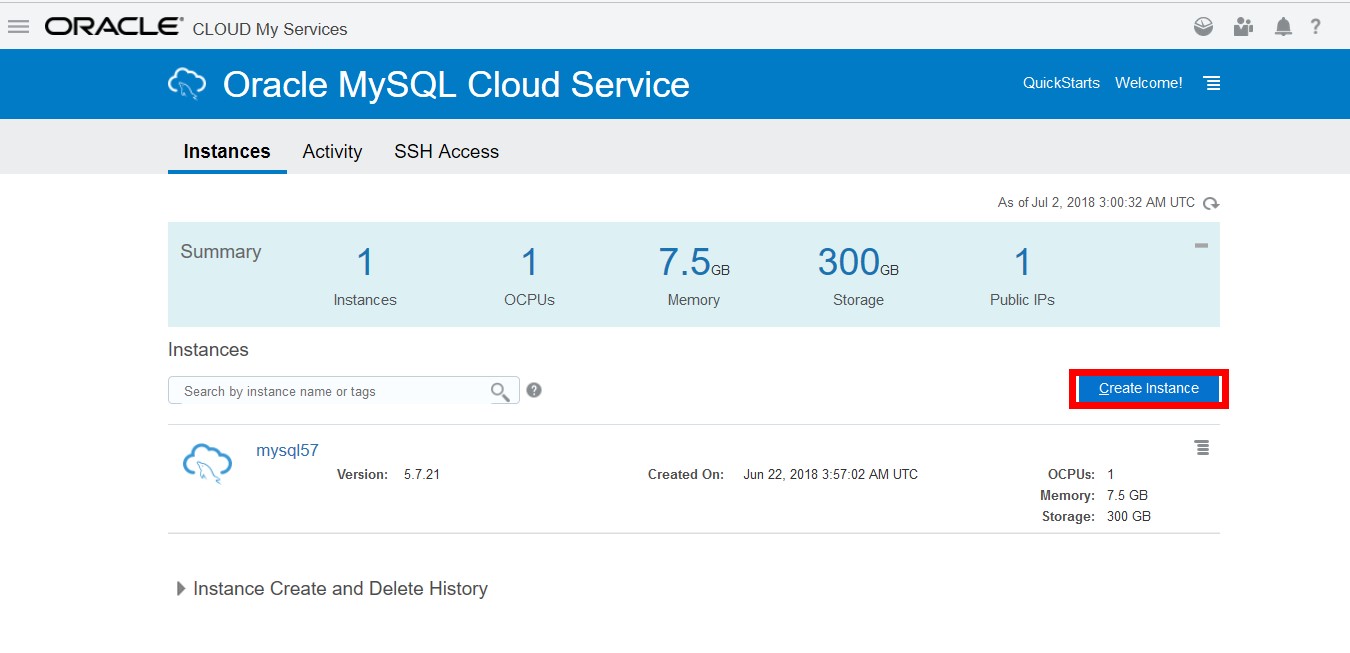 ORACLE® CLOUD My Services ?
Oracle MySQL Cloud Service QuickStarts Welcome!
Instances Activity SSH Access
As of Jul 2, 2018 3:00:32 AM UTC
Summary 1 1 7.5GB 300GB 1
Instances OCPUs Memory Storage Public IPs
Instances
Search by instance name or tags ? Create Instance
mysql57
Version: 5.7.21 Created On: Jun 22, 2018 3:57:02 AM UTC OCPUs: 1
Memory: 7.5 GB
Storage: 300 GB
Instance Create and Delete History